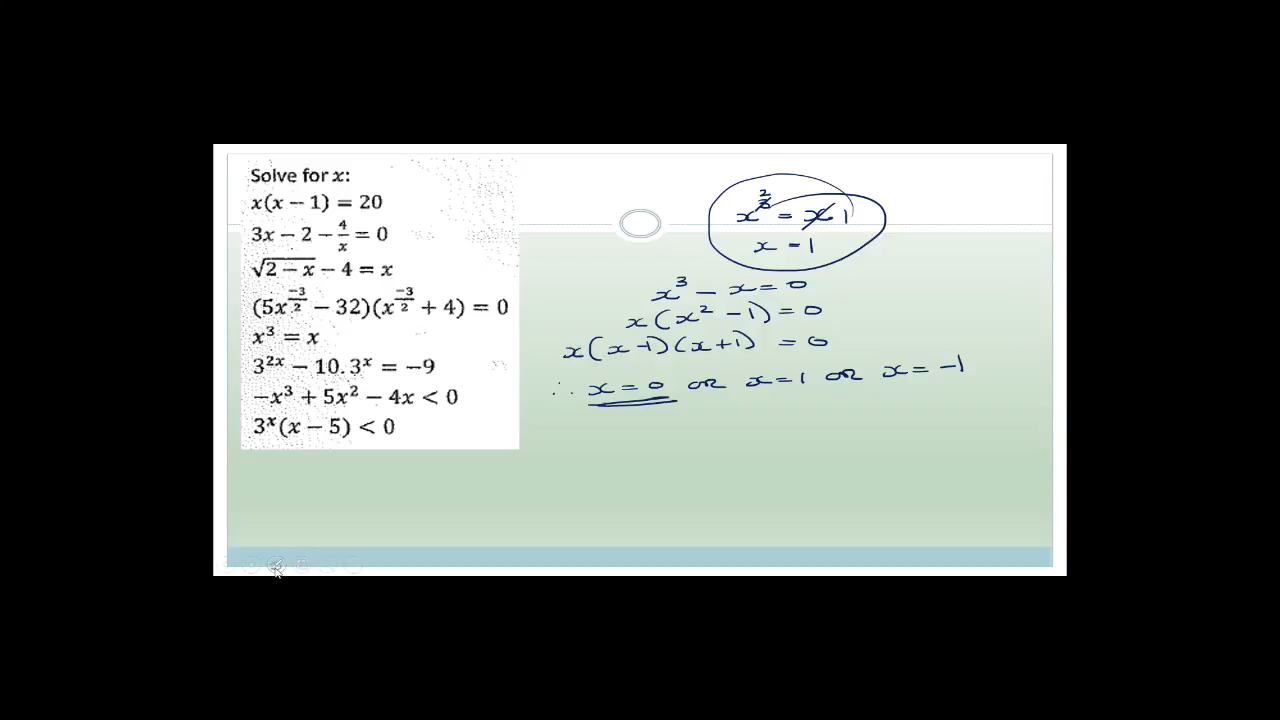 Solve for x:
x(x − 1) = 20
3x − 2 − 4/x = 0
√(2 − x) − 4 = x
(5x^(−3/2) − 32)(x^(−3/2) + 4) = 0
x³ = x
3^(2x) − 10. 3^x = −9
−x³ + 5x² − 4x < 0
3^x(x − 5) < 0
x² = x 1
x = 1
x³ − x = 0
x(x² − 1) = 0
x(x−1)(x+1) = 0
∴ x = 0 or x = 1 or x = −1